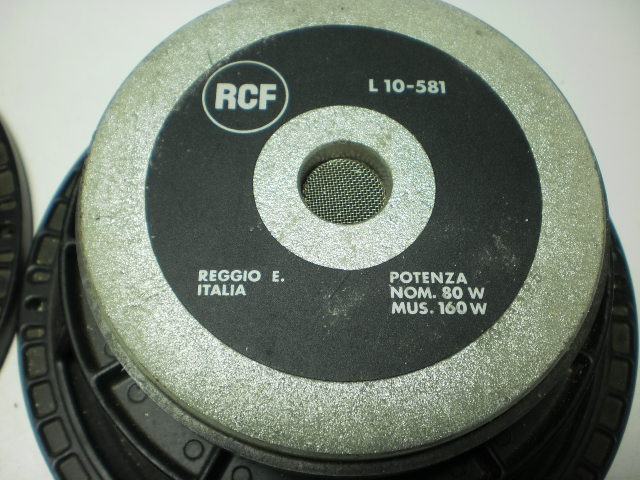 RCF
L 10-581
REGGIO E.
ITALIA
POTENZA
NOM. 80 W
MUS. 160 W